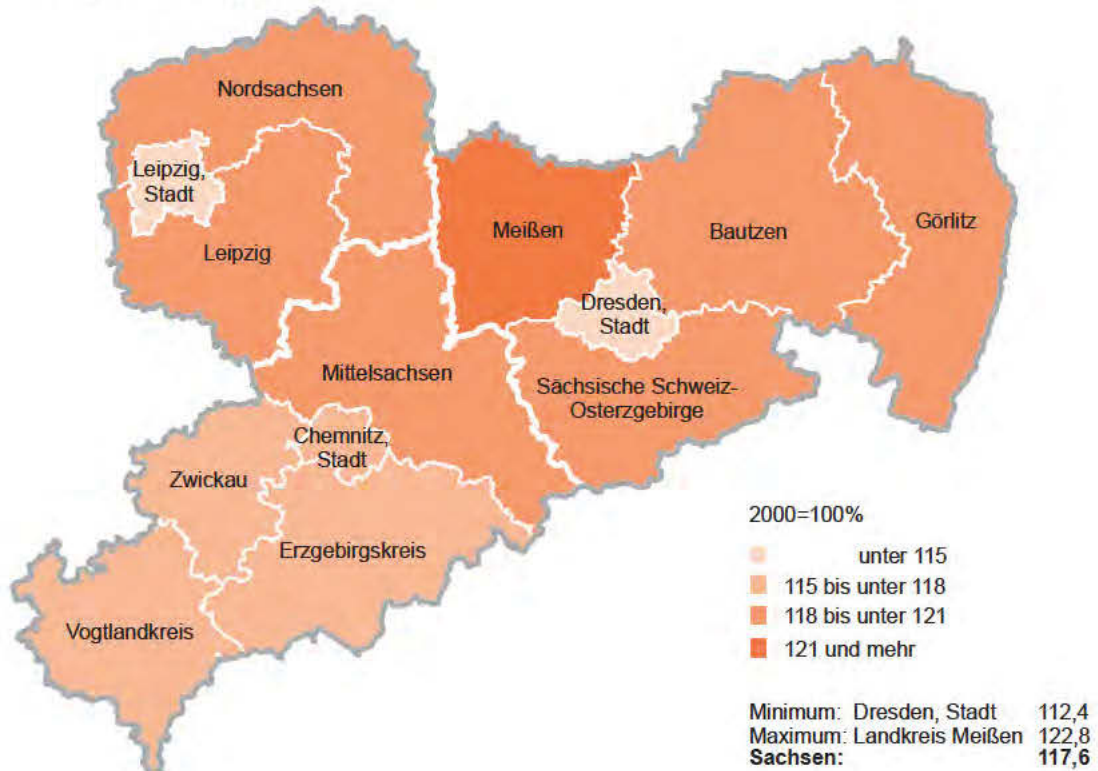 Nordsachsen
Leipzig,
Stadt
Leipzig
Meißen
Bautzen
Görlitz
Dresden,
Stadt
Mittelsachsen
Sächsische Schweiz-
Osterzgebirge
Chemnitz,
Stadt
Zwickau
Erzgebirgskreis
Vogtlandkreis
2000=100%
unter 115
115 bis unter 118
118 bis unter 121
121 und mehr
Minimum: Dresden, Stadt 112,4
Maximum: Landkreis Meißen 122,8
Sachsen: 117,6